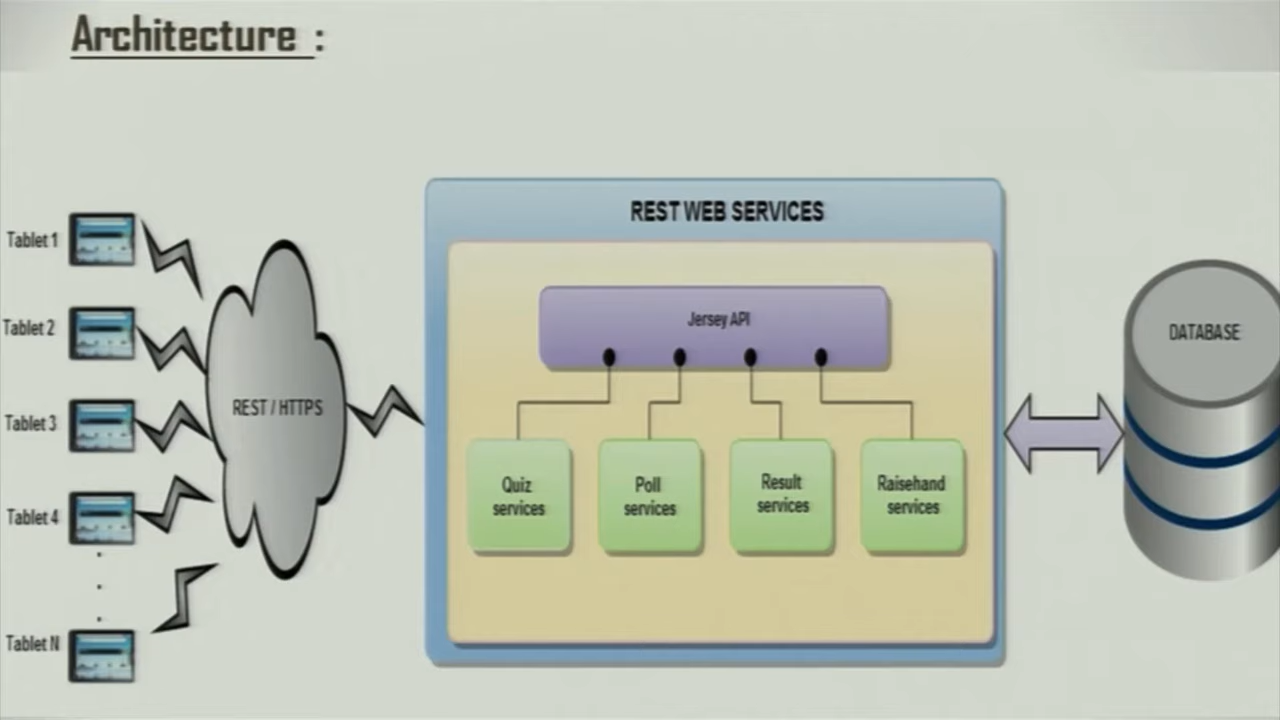 Architecture :
REST WEB SERVICES
Tablet 1
Tablet 2
Tablet 3
Tablet 4
Tablet N
REST / HTTPS
Jersey API
Quiz
services
Poll
services
Result
services
Raisehand
services
DATABASE